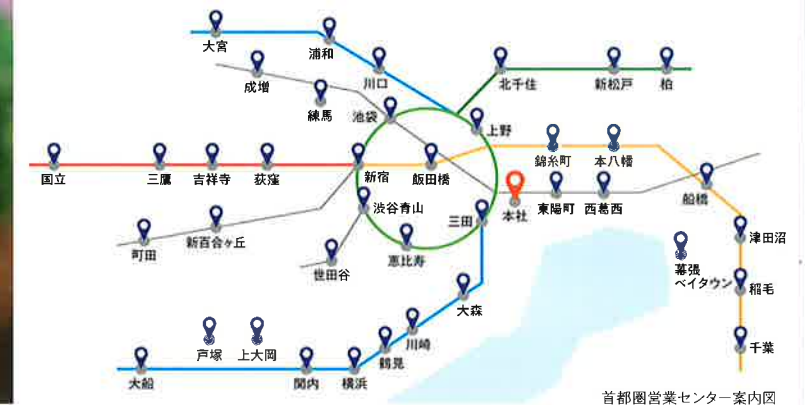 大宮
浦和
成増
川口
北千住
新松戸
柏
練馬
池袋
上野
錦糸町
本八幡
国立
三鷹
吉祥寺
荻窪
新宿
飯田橋
船橋
渋谷青山
三田
本社
東陽町
西葛西
町田
新百合ヶ丘
世田谷
恵比寿
津田沼
幕張
ベイタウン
稲毛
大森
川崎
鶴見
千葉
戸塚
上大岡
大船
関内
横浜
首都圏営業センター案内図